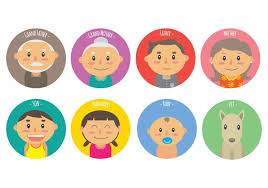 - GRAND FATHER -
- GRAND MOTHER -
- FATHER -
- MOTHER -
- SON -
- DAUGHTER -
- BABY -
- PET -